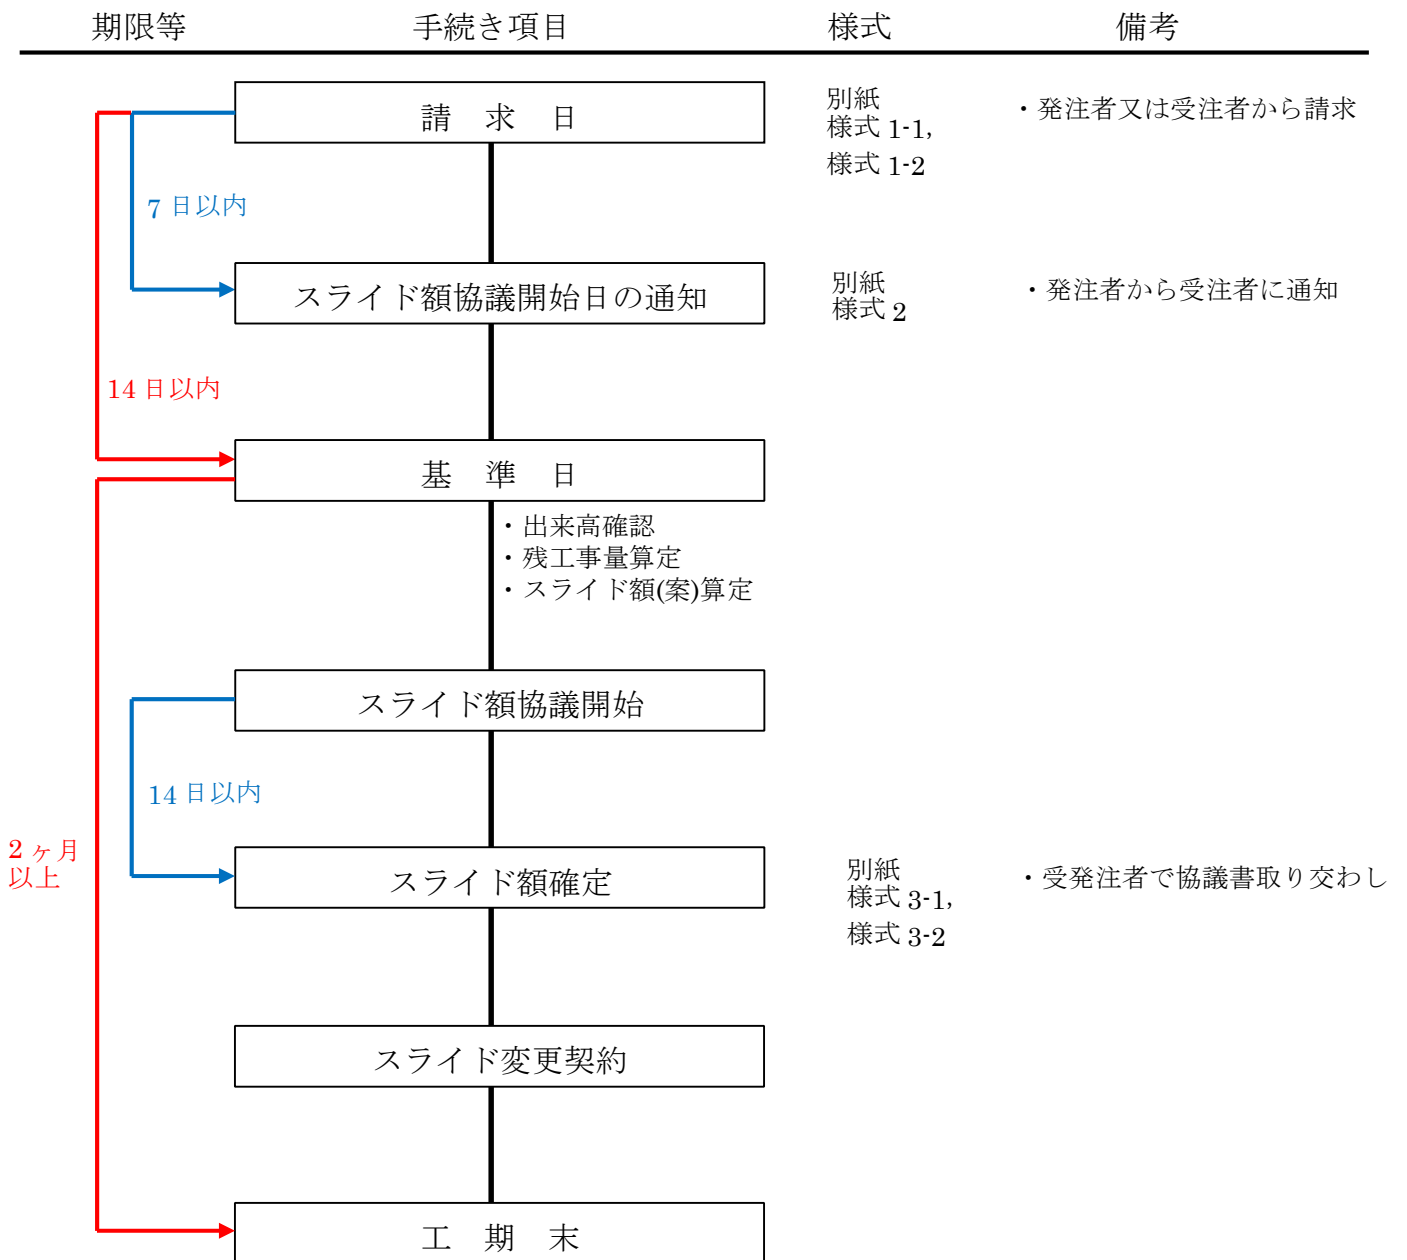 期限等 手続き項目 様式 備考
請 求 日
別紙
様式 1-1,
様式 1-2
・発注者又は受注者から請求
7 日以内
スライド額協議開始日の通知
別紙
様式 2
・発注者から受注者に通知
14 日以内
基 準 日
・出来高確認
・残工事量算定
・スライド額(案)算定
スライド額協議開始
14 日以内
2 ヶ月
以上
スライド額確定
別紙
様式 3-1,
様式 3-2
・受発注者で協議書取り交わし
スライド変更契約
工 期 末